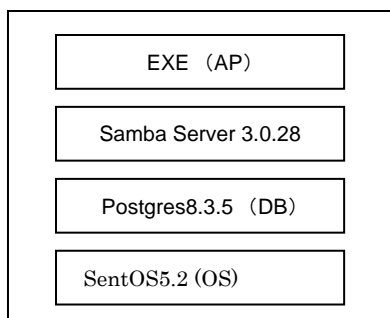 EXE （AP）
Samba Server 3.0.28
Postgres8.3.5 （DB）
SentOS5.2 (OS)